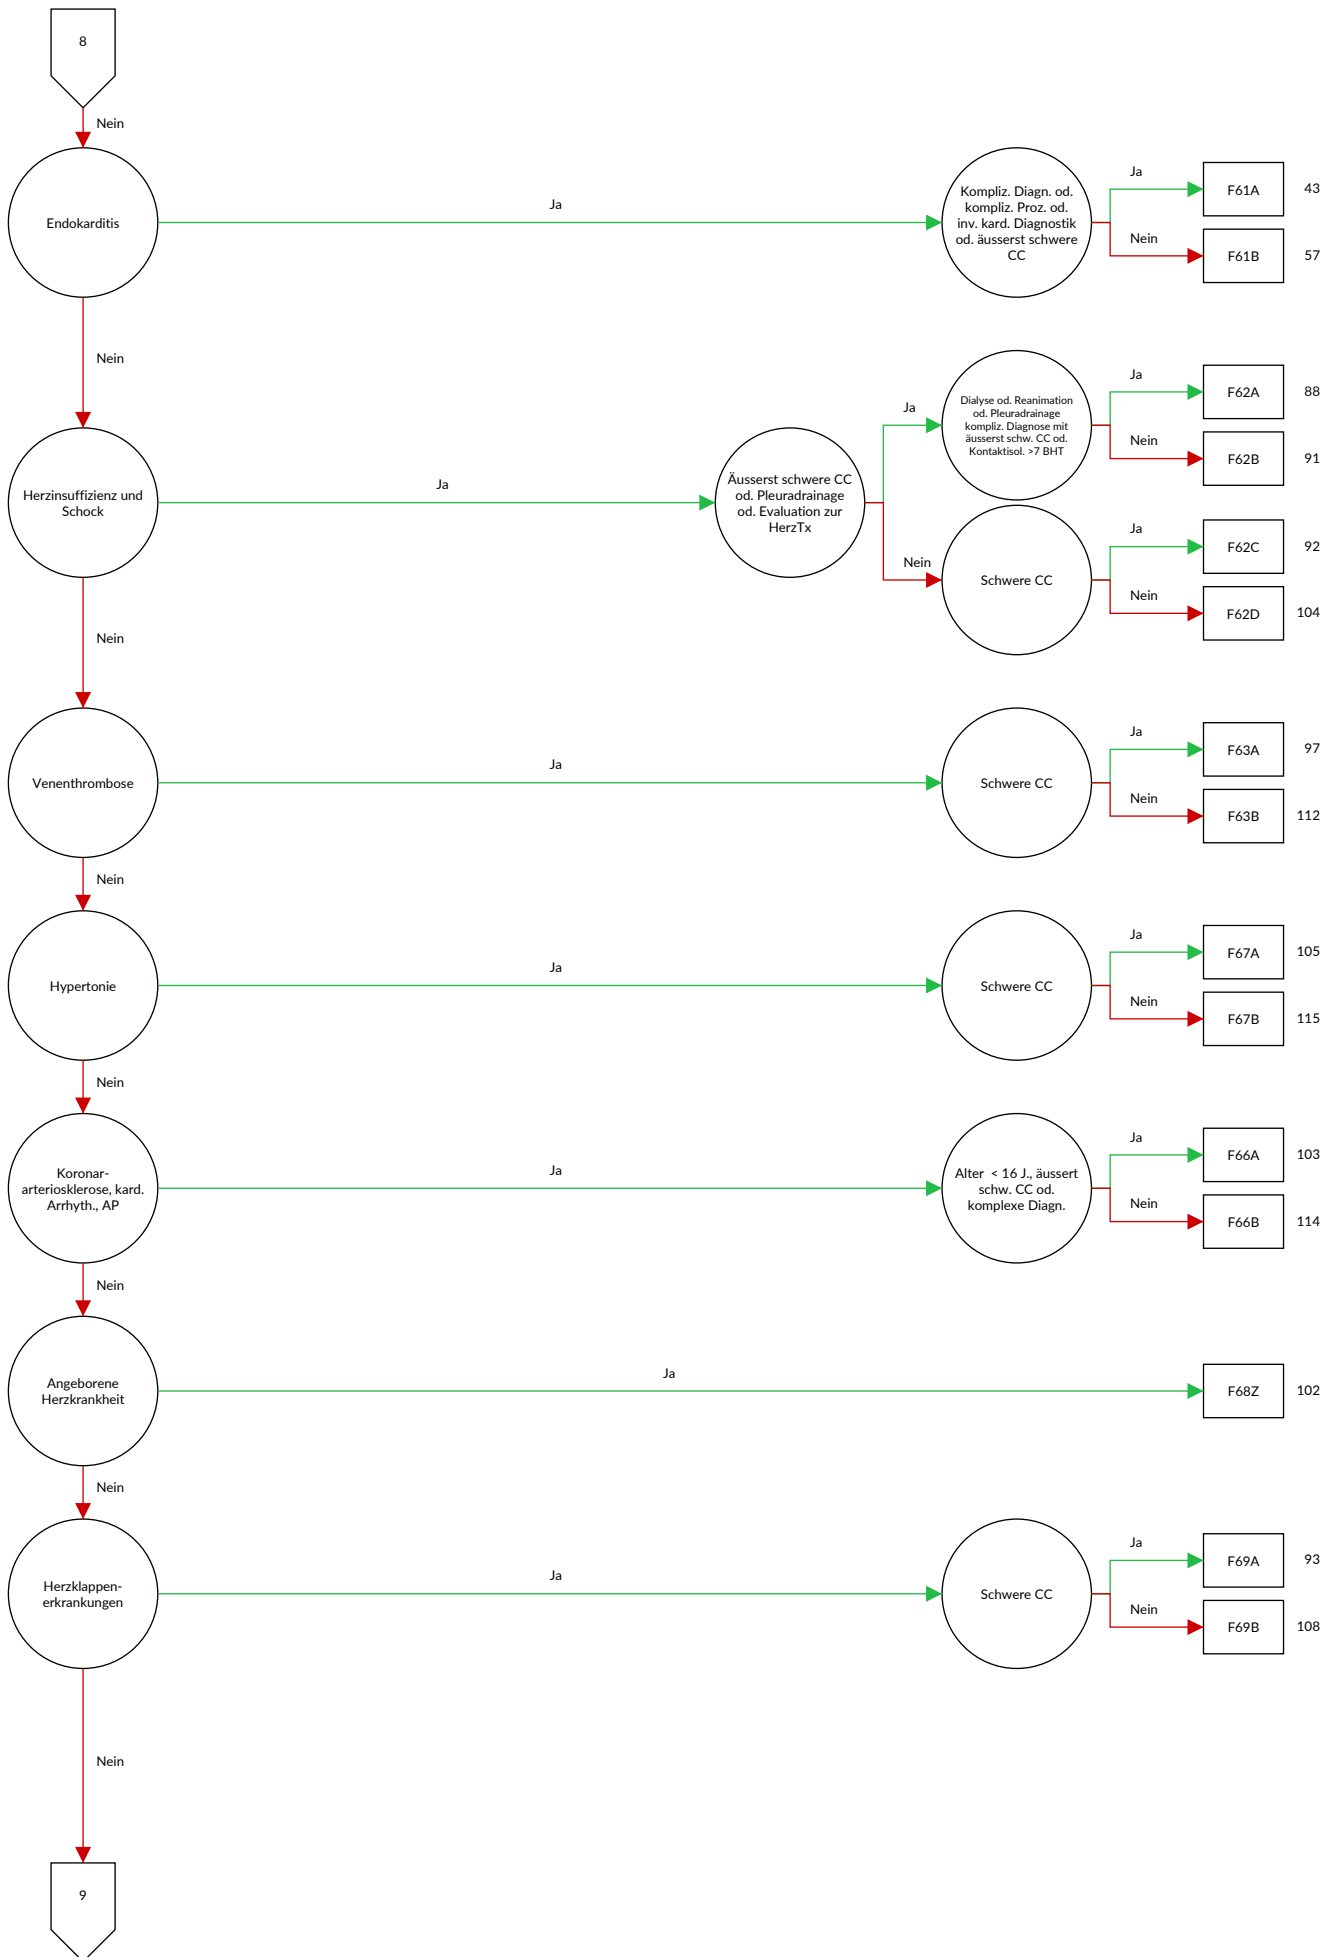 8
Nein
Endokarditis
Ja
Kompliz. Diagn. od.
kompliz. Proz. od.
inv. kard. Diagnostik
od. äusserst schwere
CC
Ja
F61A
43
Nein
F61B
57
Nein
Herzinsuffizienz und
Schock
Ja
Äusserst schwere CC
od. Pleuradrainage
od. Evaluation zur
HerzTx
Ja
Dialyse od. Reanimation
od. Pleuradrainage
kompliz. Diagnose mit
äusserst schw. CC od.
Kontaktisol. >7 BHT
Ja
F62A
88
Nein
F62B
91
Nein
Schwere CC
Ja
F62C
92
Nein
F62D
104
Nein
Venenthrombose
Ja
Schwere CC
Ja
F63A
97
Nein
F63B
112
Nein
Hypertonie
Ja
Schwere CC
Ja
F67A
105
Nein
F67B
115
Nein
Koronar-
arteriosklerose, kard.
Arrhyth., AP
Ja
Alter < 16 J., äussert
schw. CC od.
komplexe Diagn.
Ja
F66A
103
Nein
F66B
114
Nein
Angeborene
Herzkrankheit
Ja
F68Z
102
Nein
Herzklappen-
erkrankungen
Ja
Schwere CC
Ja
F69A
93
Nein
F69B
108
Nein
9